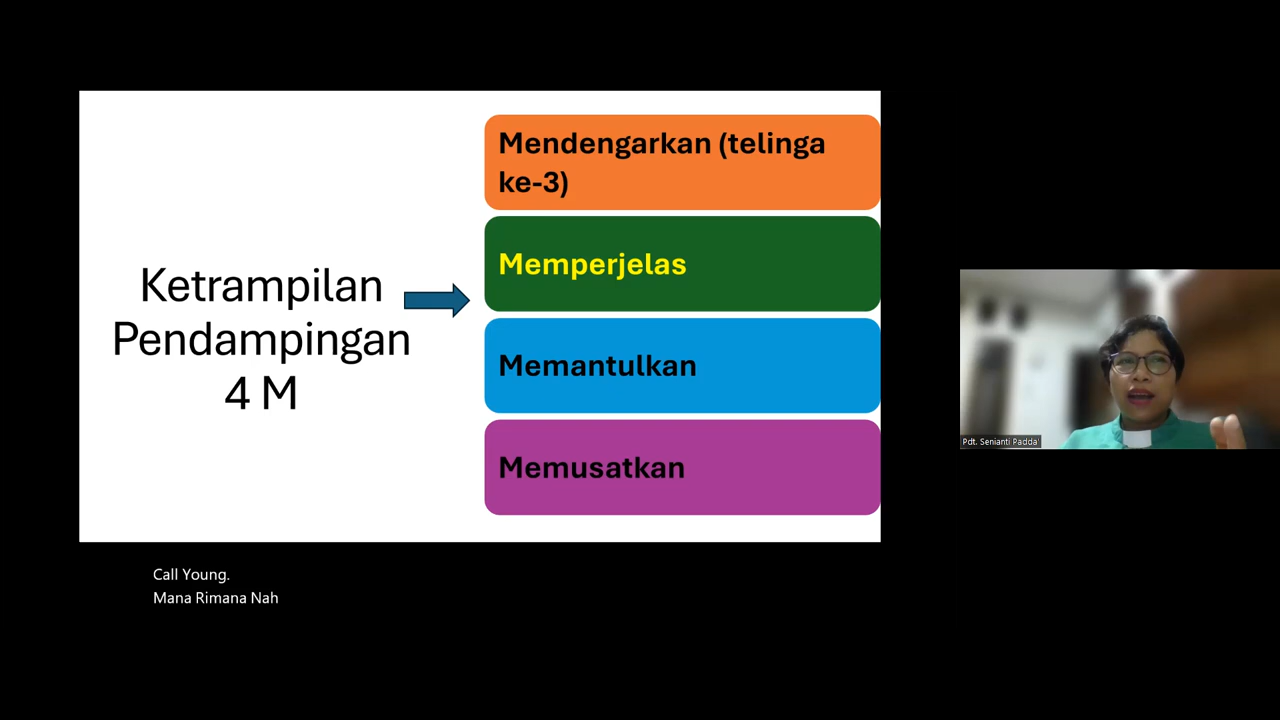 Ketrampilan
Pendampingan
4 M
Mendengarkan (telinga
ke-3)
Memperjelas
Memantulkan
Memusatkan
Pdt. Senianti Padda'
Call Young.
Mana Rimana Nah